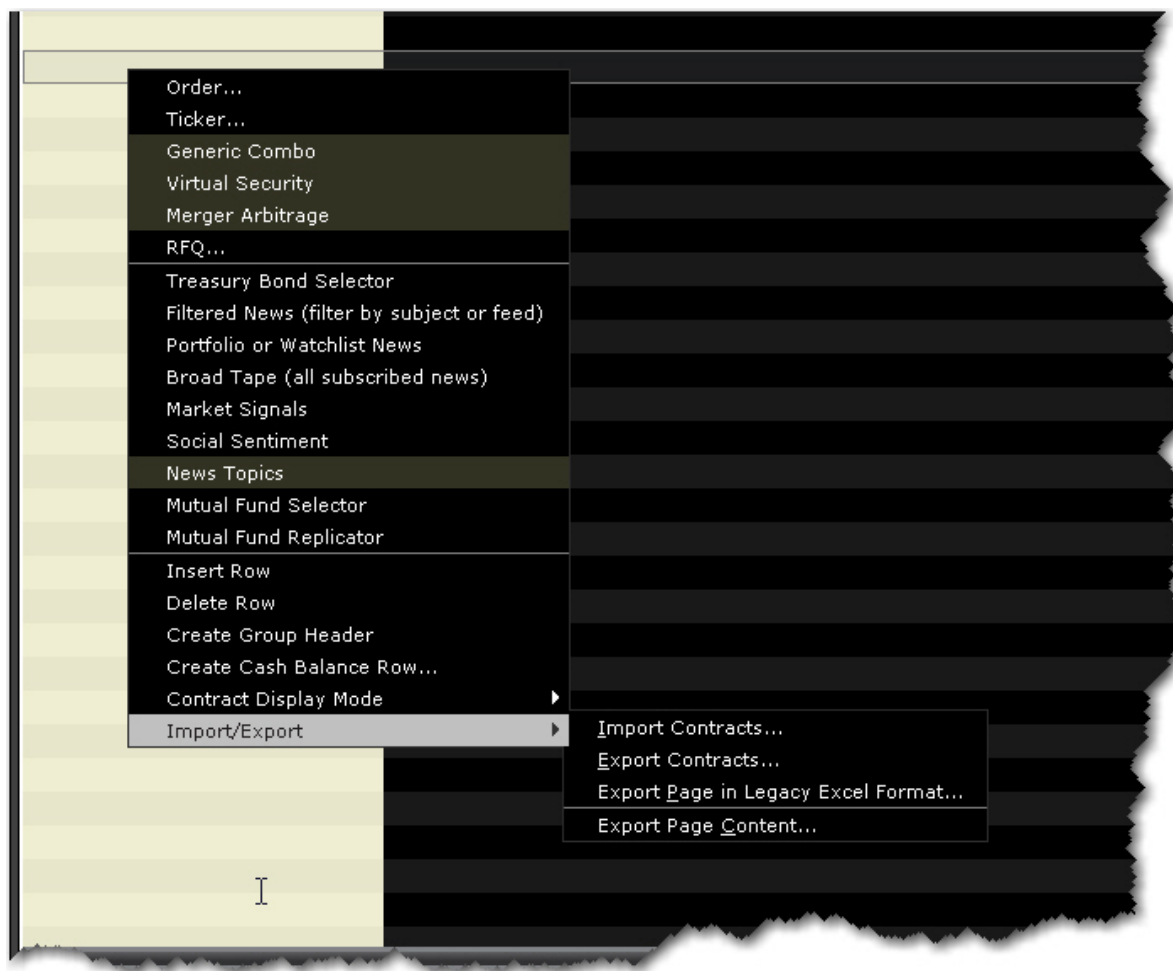 Order...
Ticker...
Generic Combo
Virtual Security
Merger Arbitrage
RFQ...
Treasury Bond Selector
Filtered News (filter by subject or feed)
Portfolio or Watchlist News
Broad Tape (all subscribed news)
Market Signals
Social Sentiment
News Topics
Mutual Fund Selector
Mutual Fund Replicator
Insert Row
Delete Row
Create Group Header
Create Cash Balance Row...
Contract Display Mode
Import/Export
Import Contracts...
Export Contracts...
Export Page in Legacy Excel Format...
Export Page Content...